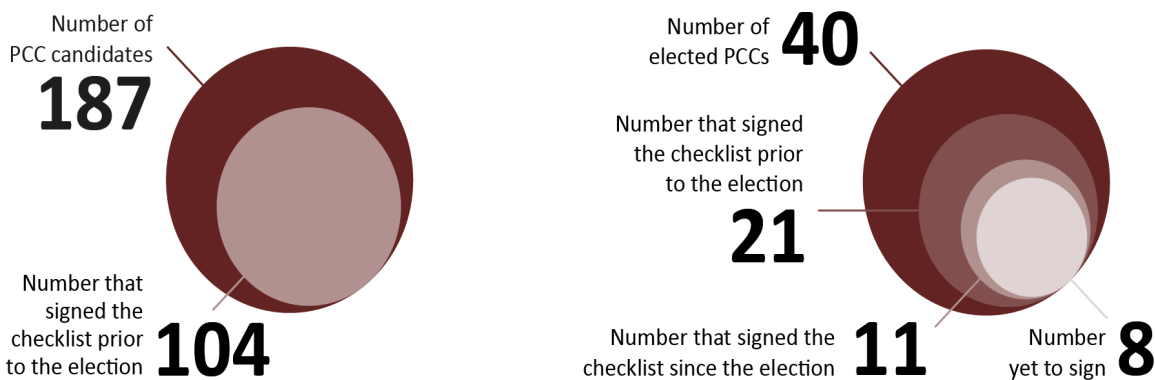 Number of
PCC candidates
187
Number that
signed the
checklist prior
to the election
104
Number of
elected PCCs
40
Number that signed
the checklist prior
to the election
21
Number that signed the
checklist since the election
11
Number
yet to sign
8